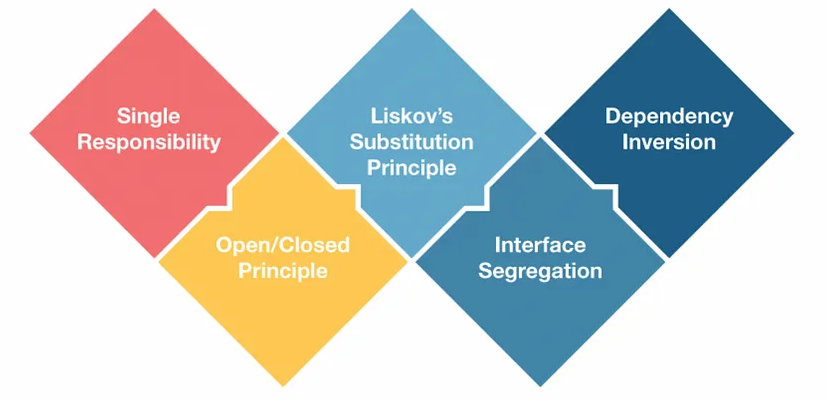 Single
Responsibility
Open/Closed
Principle
Liskov’s
Substitution
Principle
Interface
Segregation
Dependency
Inversion